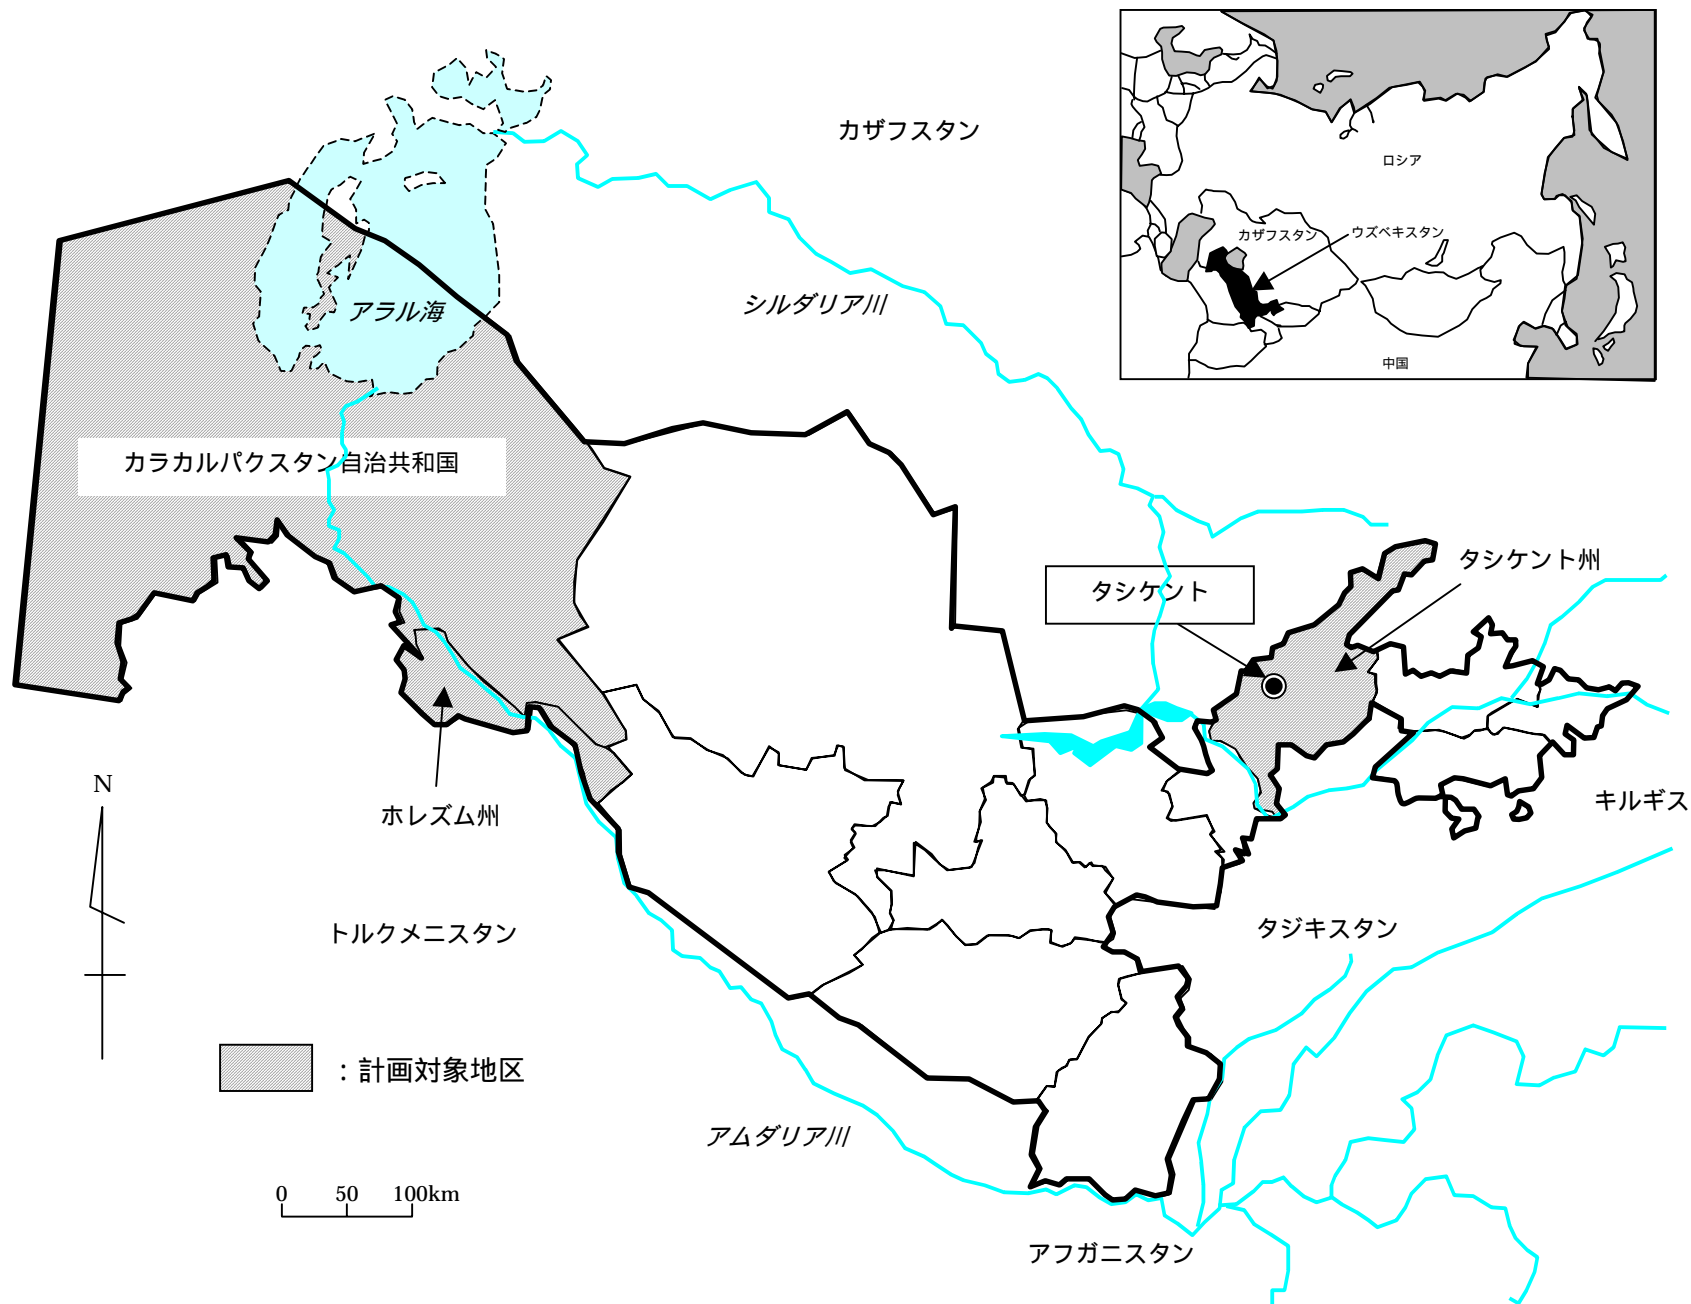 カザフスタン
ロシア
カザフスタン
ウズベキスタン
中国
シルダリア川
アラル海
カラカルパクスタン自治共和国
タシケント州
タシケント
N
ホレズム州
キルギス
トルクメニスタン
タジキスタン
：計画対象地区
アムダリア川
0 50 100km
アフガニスタン